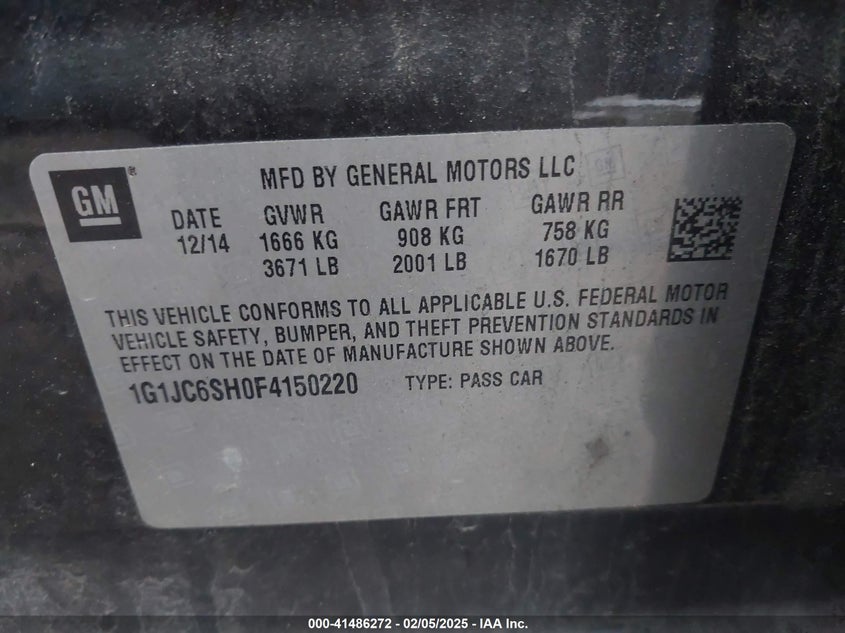 GM®
MFD BY GENERAL MOTORS LLC
DATE GVWR GAWR FRT GAWR RR
12/14 1666 KG 908 KG 758 KG
3671 LB 2001 LB 1670 LB
THIS VEHICLE CONFORMS TO ALL APPLICABLE U.S. FEDERAL MOTOR
VEHICLE SAFETY, BUMPER, AND THEFT PREVENTION STANDARDS IN
EFFECT ON THE DATE OF MANUFACTURE SHOWN ABOVE.
1G1JC6SH0F4150220 TYPE: PASS CAR
000-41486272 - 02/05/2025 - IAA Inc.